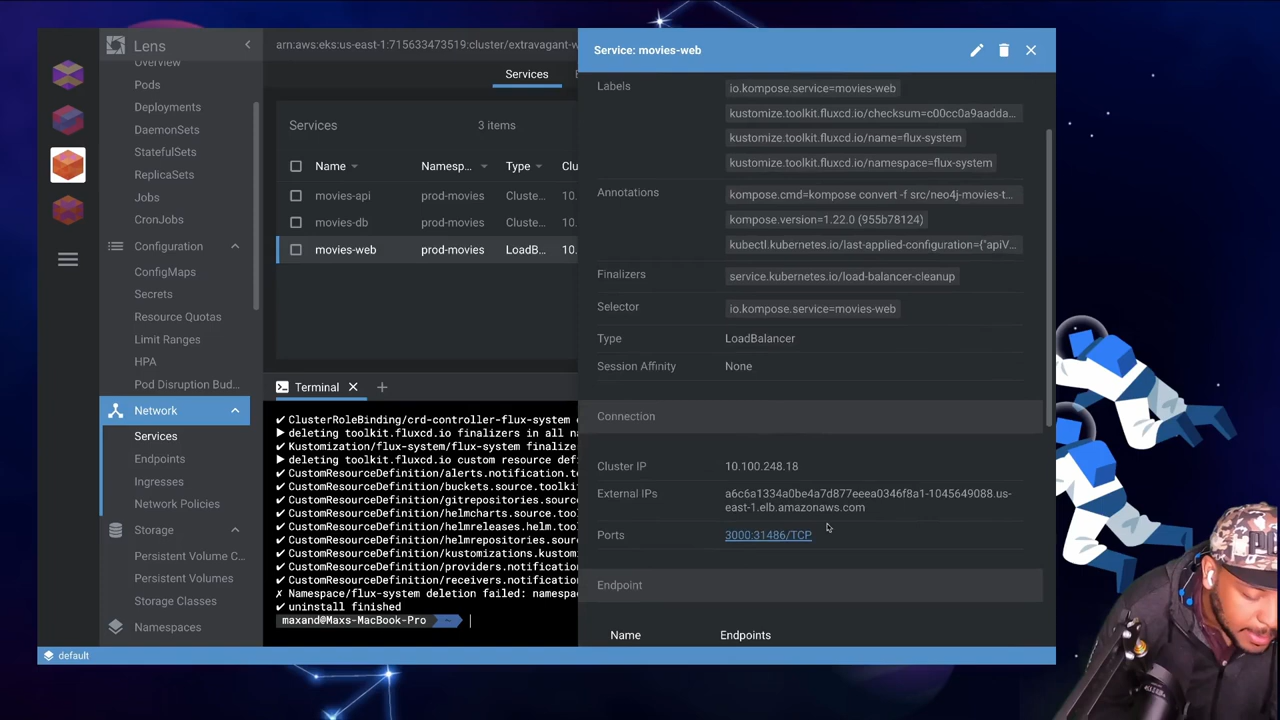 Lens
Overview
Pods
Deployments
DaemonSets
StatefulSets
ReplicaSets
Jobs
CronJobs
Configuration
ConfigMaps
Secrets
Resource Quotas
Limit Ranges
HPA
Pod Disruption Bud...
Network
Services
Endpoints
Ingresses
Network Policies
Storage
Persistent Volume C...
Persistent Volumes
Storage Classes
Namespaces
default
arn:aws:eks:us-east-1:715633473519:cluster/extravagant-w
Services
Services 3 items
Name Namesp... Type Clu
movies-api prod-movies Cluste... 10.
movies-db prod-movies Cluste... 10.
movies-web prod-movies LoadB... 10.
Terminal
✔ ClusterRoleBinding/crd-controller-flux-system
► deleting toolkit.fluxcd.io finalizers in all na
✔ Kustomization/flux-system/flux-system finalize
► deleting toolkit.fluxcd.io custom resource def
✔ CustomResourceDefinition/alerts.notification.to
✔ CustomResourceDefinition/buckets.source.toolki
✔ CustomResourceDefinition/gitrepositories.sourc
✔ CustomResourceDefinition/helmcharts.source.too
✔ CustomResourceDefinition/helmreleases.helm.too
✔ CustomResourceDefinition/helmrepositories.sour
✔ CustomResourceDefinition/kustomizations.kustom
✔ CustomResourceDefinition/providers.notificatio
✔ CustomResourceDefinition/receivers.notificatio
✗ Namespace/flux-system deletion failed: namespac
✔ uninstall finished
maxand@Maxs-MacBook-Pro ~
Service: movies-web
Labels io.kompose.service=movies-web
kustomize.toolkit.fluxcd.io/checksum=c00cc0a9aadda...
kustomize.toolkit.fluxcd.io/name=flux-system
kustomize.toolkit.fluxcd.io/namespace=flux-system
Annotations kompose.cmd=kompose convert -f src/neo4j-movies-t...
kompose.version=1.22.0 (955b78124)
kubectl.kubernetes.io/last-applied-configuration={"apiV...
Finalizers service.kubernetes.io/load-balancer-cleanup
Selector io.kompose.service=movies-web
Type LoadBalancer
Session Affinity None
Connection
Cluster IP 10.100.248.18
External IPs a6c6a1334a0be4a7d877eeea0346f8a1-1045649088.us-
east-1.elb.amazonaws.com
Ports 3000:31486/TCP
Endpoint
Name Endpoints